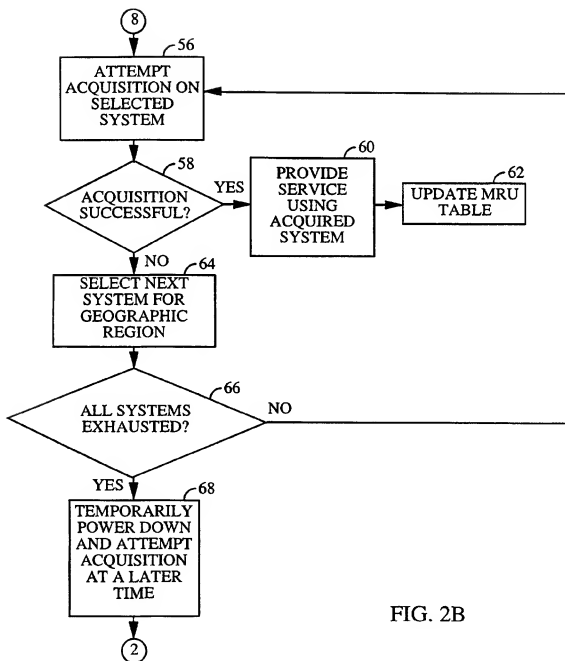 8
56
ATTEMPT
ACQUISITION ON
SELECTED
SYSTEM
58
ACQUISITION
SUCCESSFUL?
YES
60
PROVIDE
SERVICE
USING
ACQUIRED
SYSTEM
62
UPDATE MRU
TABLE
NO
64
SELECT NEXT
SYSTEM FOR
GEOGRAPHIC
REGION
66
ALL SYSTEMS
EXHAUSTED?
NO
YES
68
TEMPORARILY
POWER DOWN
AND ATTEMPT
ACQUISITION
AT A LATER
TIME
2
FIG. 2B